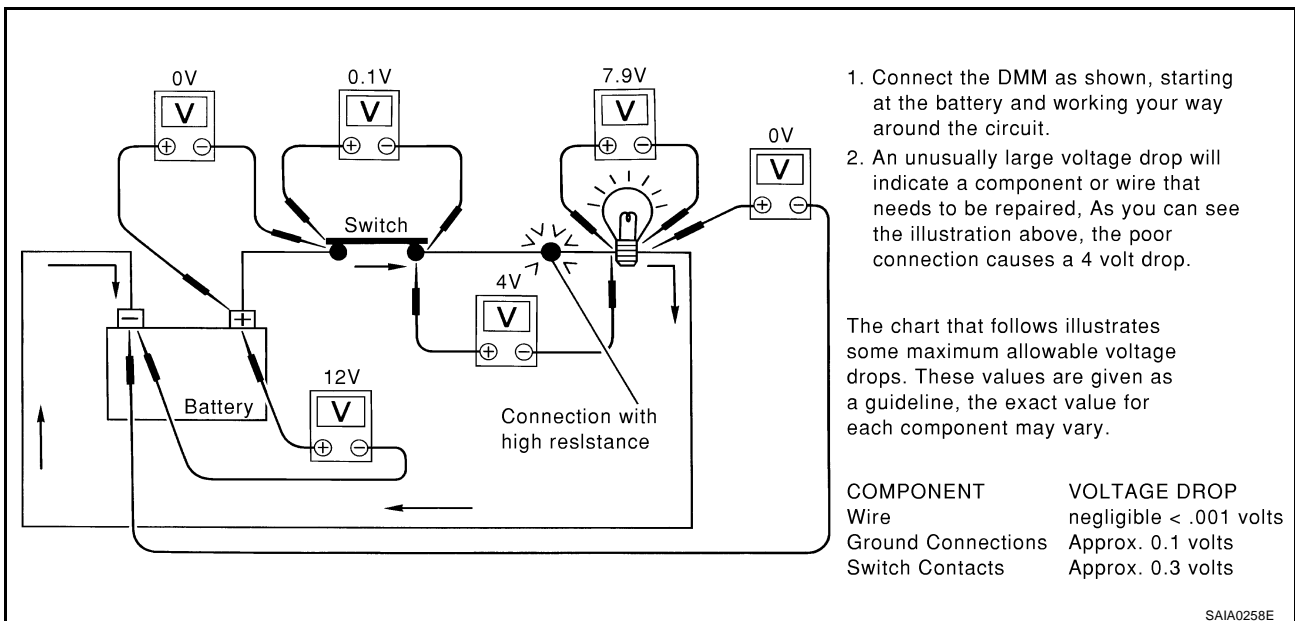 0V
0.1V
7.9V
0V
V
V
V
V
⊕ ⊖
⊕ ⊖
⊕ ⊖
⊕ ⊖
Switch
4V
V
⊕ ⊖
− +
Battery
12V
V
⊕ ⊖
Connection with
high reslstance
1. Connect the DMM as shown, starting
at the battery and working your way
around the circuit.
2. An unusually large voltage drop will
indicate a component or wire that
needs to be repaired, As you can see
the illustration above, the poor
connection causes a 4 volt drop.
The chart that follows illustrates
some maximum allowable voltage
drops. These values are given as
a guideline, the exact value for
each component may vary.
COMPONENT VOLTAGE DROP
Wire negligible < .001 volts
Ground Connections Approx. 0.1 volts
Switch Contacts Approx. 0.3 volts
SAIA0258E